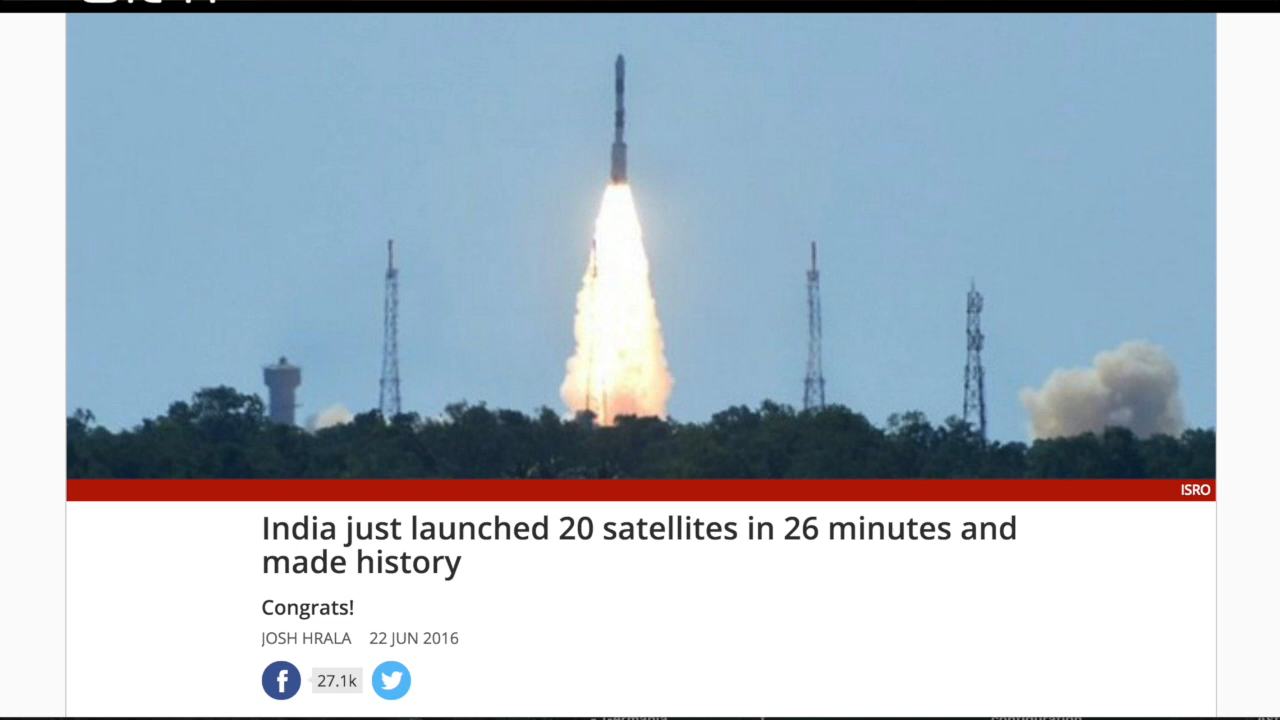 ISRO
India just launched 20 satellites in 26 minutes and
made history
Congrats!
JOSH HRALA 22 JUN 2016
27.1k